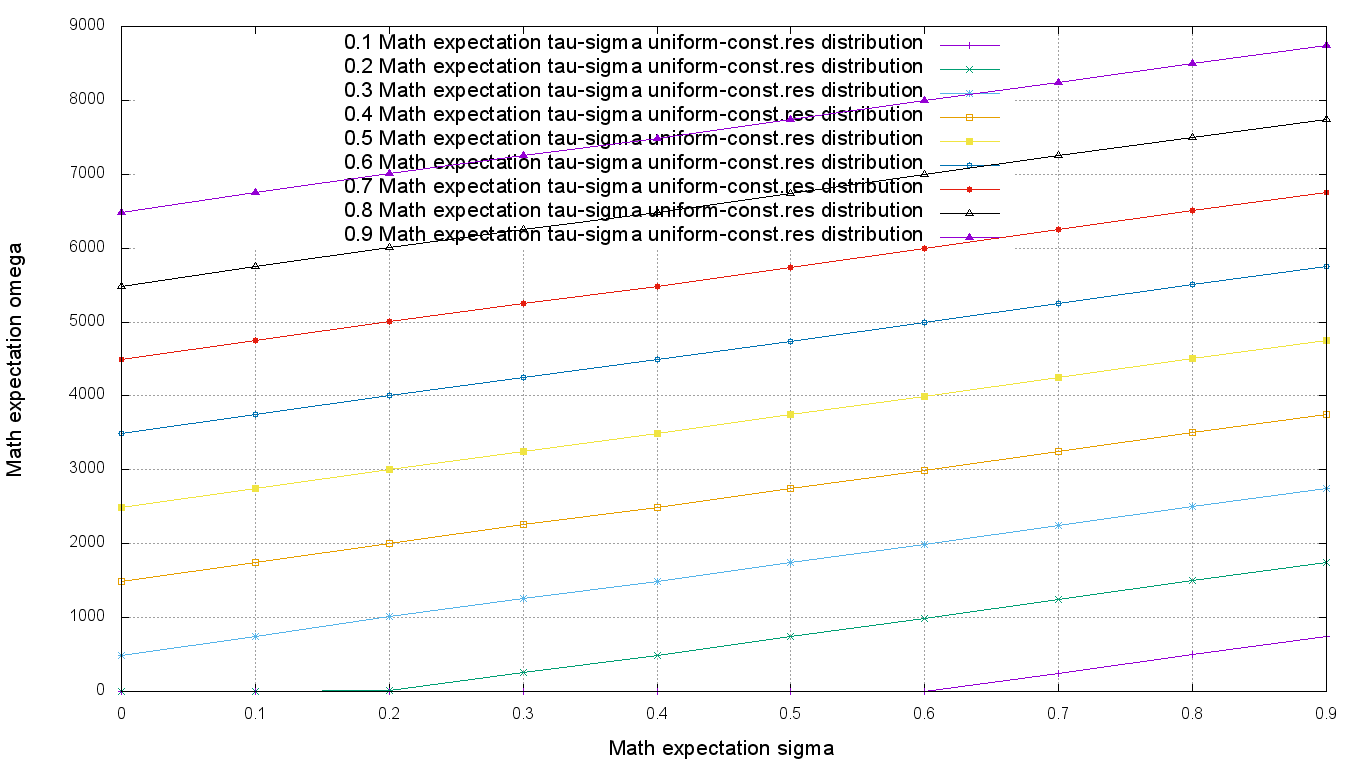 9000
8000
7000
6000
5000
4000
3000
2000
1000
0
Math expectation omega
0.1 Math expectation tau-sigma uniform-const.res distribution
0.2 Math expectation tau-sigma uniform-const.res distribution
0.3 Math expectation tau-sigma uniform-const.res distribution
0.4 Math expectation tau-sigma uniform-const.res distribution
0.5 Math expectation tau-sigma uniform-const.res distribution
0.6 Math expectation tau-sigma uniform-const.res distribution
0.7 Math expectation tau-sigma uniform-const.res distribution
0.8 Math expectation tau-sigma uniform-const.res distribution
0.9 Math expectation tau-sigma uniform-const.res distribution
0 0.1 0.2 0.3 0.4 0.5 0.6 0.7 0.8 0.9
Math expectation sigma